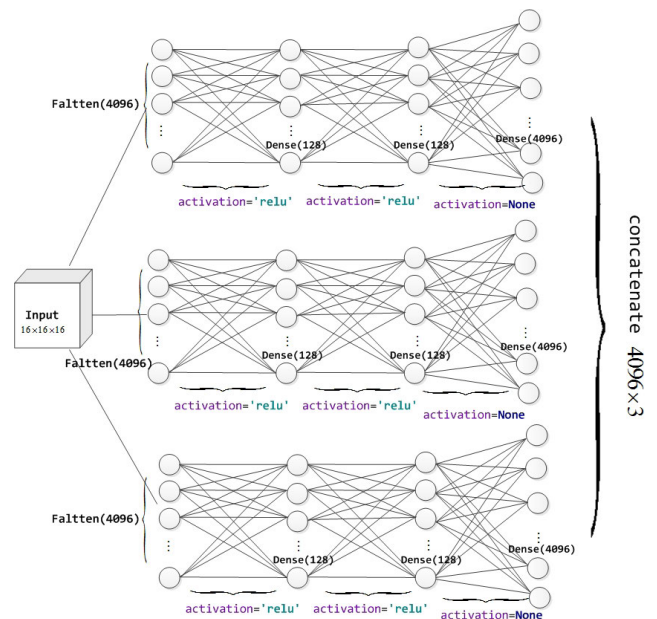 Faltten(4096)
Dense(128)
Dense(128)
Dense(4096)
activation='relu'
activation='relu'
activation=None
Input
16×16×16
Faltten(4096)
Dense(128)
Dense(128)
Dense(4096)
activation='relu'
activation='relu'
activation=None
Faltten(4096)
Dense(128)
Dense(128)
Dense(4096)
activation='relu'
activation='relu'
activation=None
concatenate 4096×3